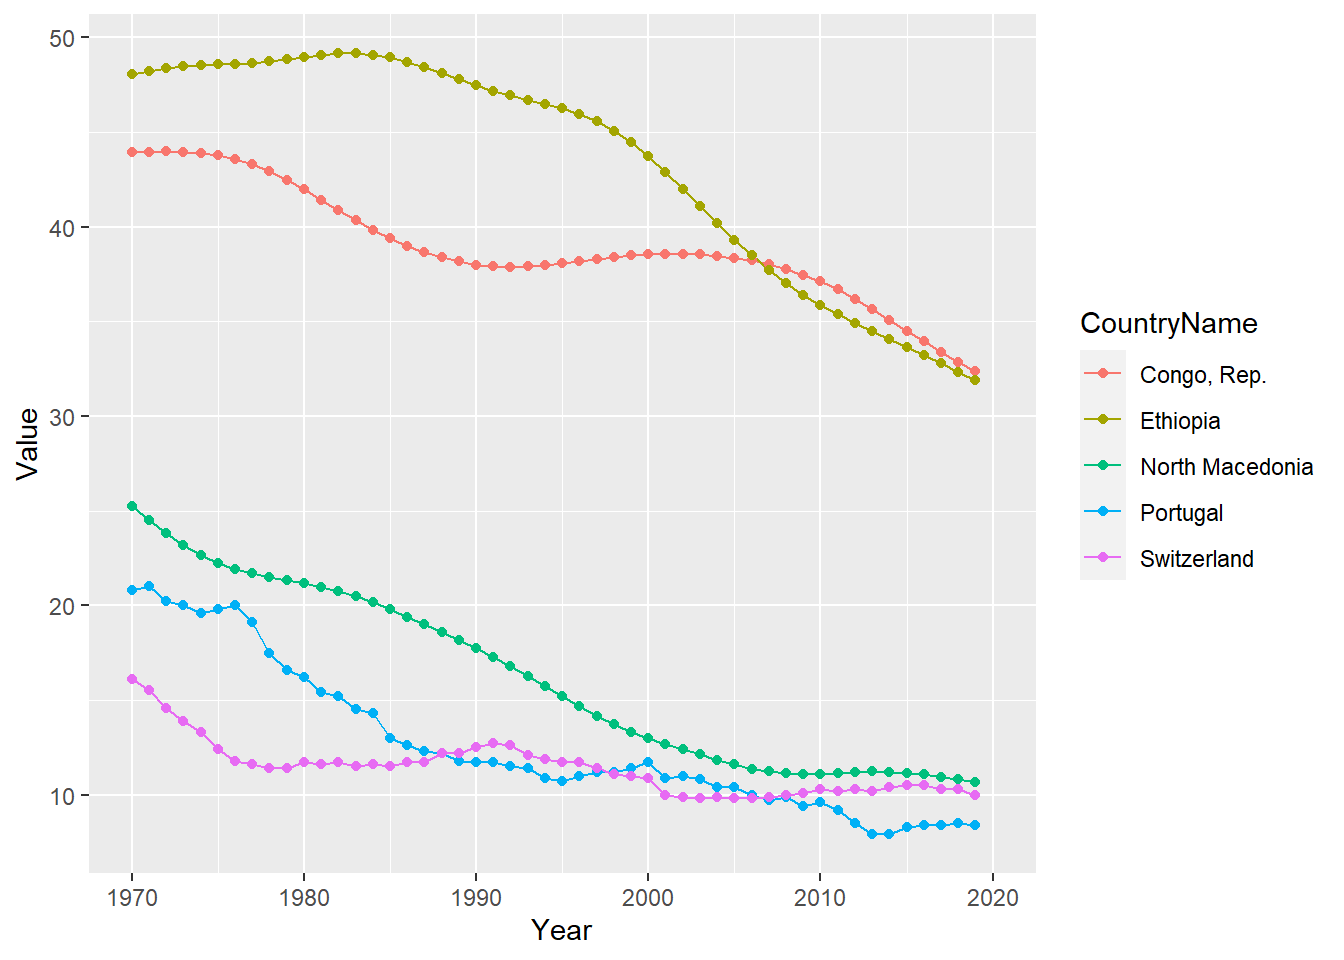 50
40
30
20
10
Value
1970 1980 1990 2000 2010 2020
Year
CountryName
Congo, Rep.
Ethiopia
North Macedonia
Portugal
Switzerland